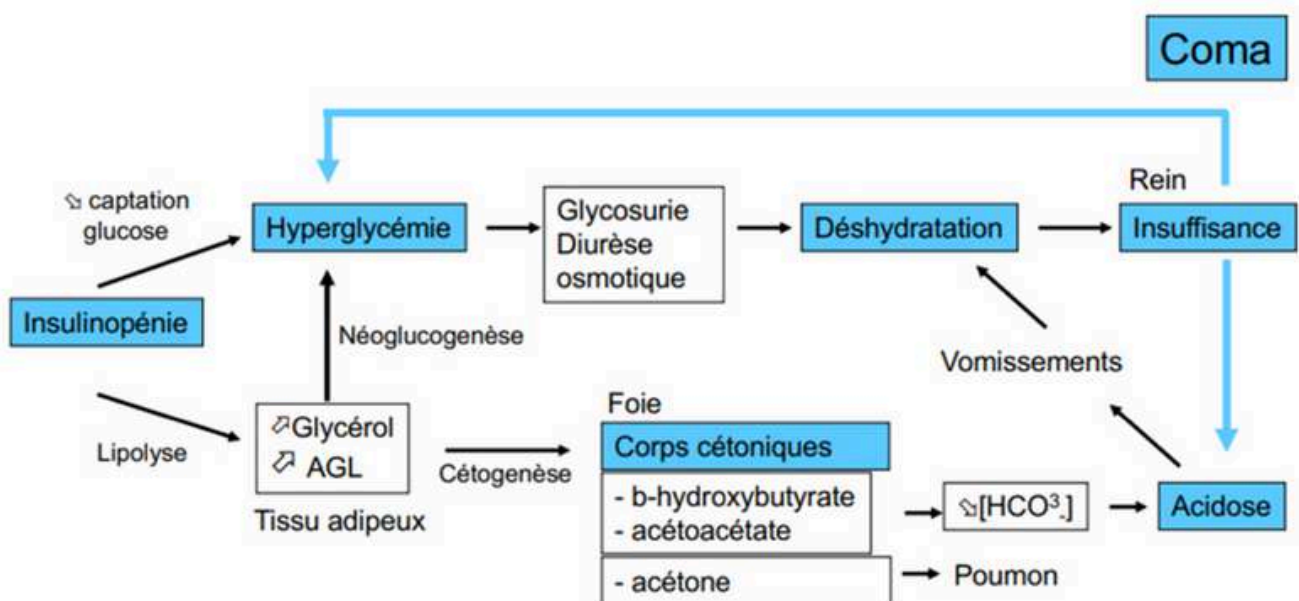 Coma
Rein
⇘ captation
glucose
Hyperglycémie
Glycosurie
Diurèse
osmotique
Déshydratation
Insuffisance
Insulinopénie
Néoglucogenèse
Vomissements
Lipolyse
⇗Glycérol
⇗ AGL
Tissu adipeux
Cétogenèse
Foie
Corps cétoniques
- b-hydroxybutyrate
- acétoacétate
- acétone
⇘[HCO³-]
Acidose
Poumon